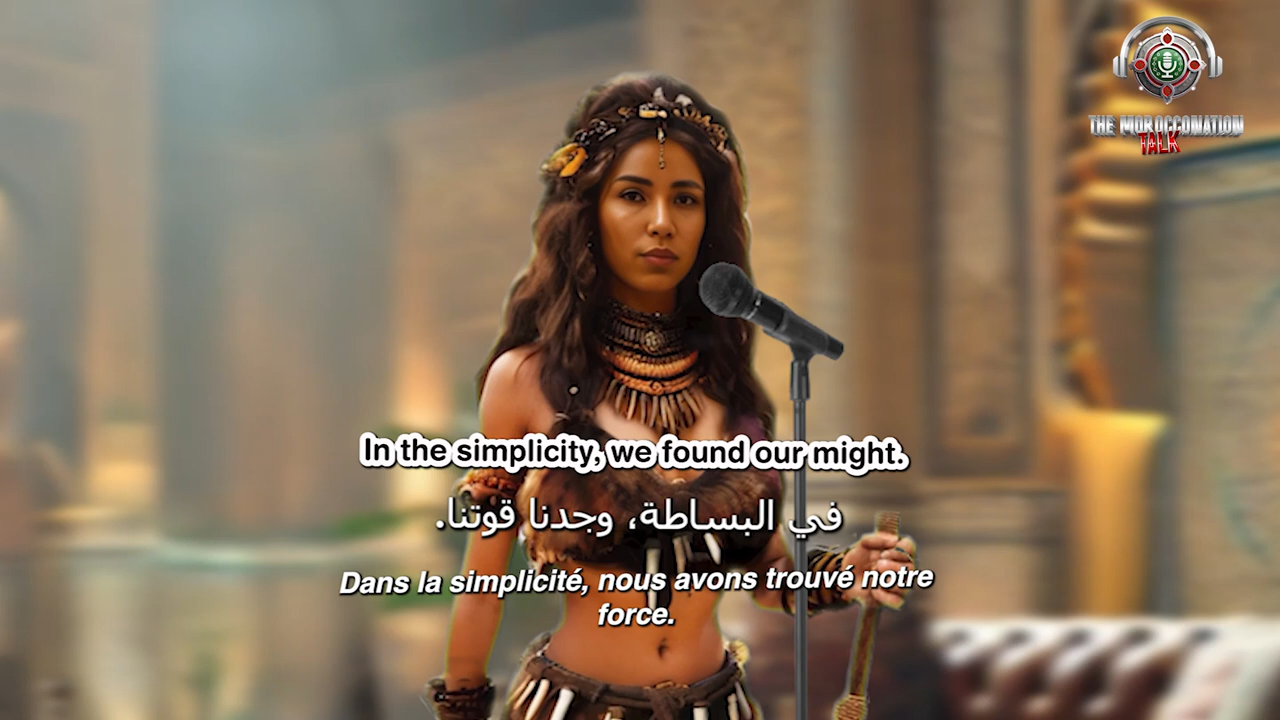 THE MOROCCONATION
TALK
In the simplicity, we found our might.
في البساطة، وجدنا قوتنا.
Dans la simplicité, nous avons trouvé notre
force.